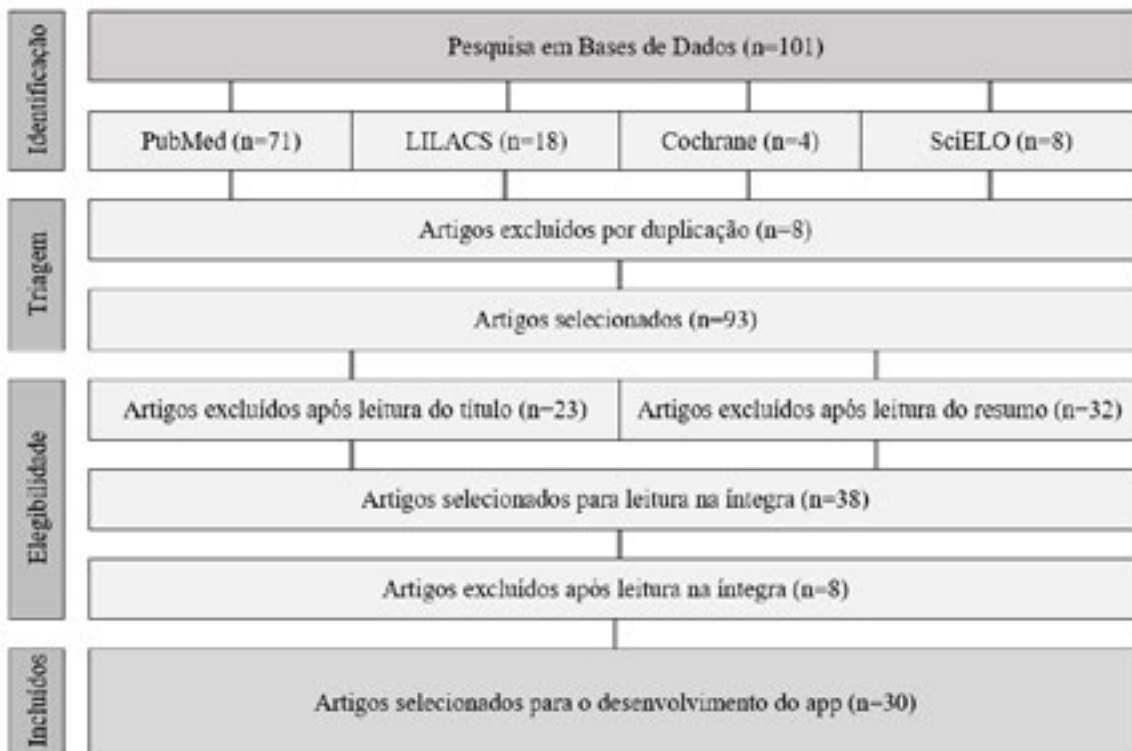 Identificação
Pesquisa em Bases de Dados (n=101)
PubMed (n=71)
LILACS (n=18)
Cochrane (n=4)
SciELO (n=8)
Triagem
Artigos excluídos por duplicação (n=8)
Artigos selecionados (n=93)
Elegibilidade
Artigos excluídos após leitura do título (n=23)
Artigos excluídos após leitura do resumo (n=32)
Artigos selecionados para leitura na íntegra (n=38)
Artigos excluídos após leitura na íntegra (n=8)
Incluídos
Artigos selecionados para o desenvolvimento do app (n=30)